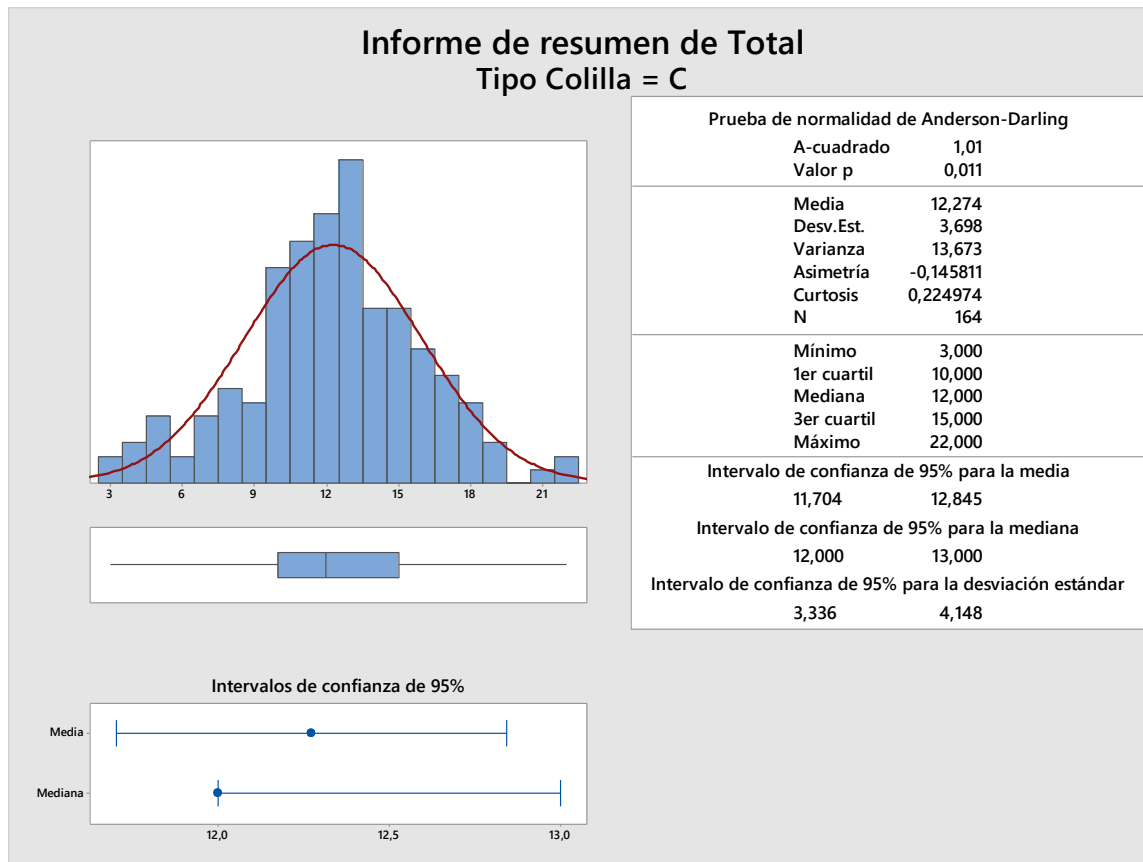 Informe de resumen de Total
Tipo Colilla = C
3 6 9 12 15 18 21
Intervalos de confianza de 95%
Media
Mediana
12,0 12,5 13,0
Prueba de normalidad de Anderson-Darling
A-cuadrado 1,01
Valor p 0,011
Media 12,274
Desv.Est. 3,698
Varianza 13,673
Asimetría -0,145811
Curtosis 0,224974
N 164
Mínimo 3,000
1er cuartil 10,000
Mediana 12,000
3er cuartil 15,000
Máximo 22,000
Intervalo de confianza de 95% para la media
11,704 12,845
Intervalo de confianza de 95% para la mediana
12,000 13,000
Intervalo de confianza de 95% para la desviación estándar
3,336 4,148